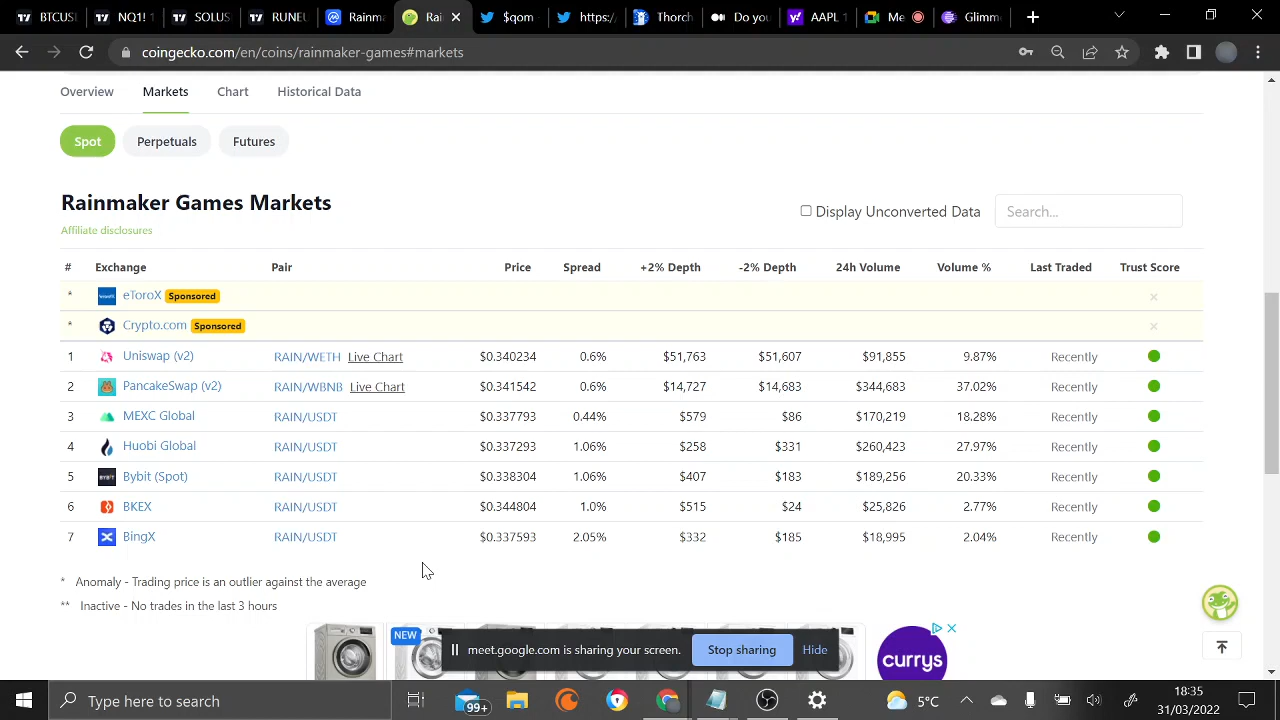 BTCUSI
NQ1!
SOLUS
RUNEU
Rainma
Rai
$qom
https:/
Thorch
Do you
AAPL 1
Me
Glimme
coingecko.com/en/coins/rainmaker-games#markets
Overview Markets Chart Historical Data
Spot Perpetuals Futures
Rainmaker Games Markets
Display Unconverted Data Search...
Affiliate disclosures
# Exchange Pair Price Spread +2% Depth -2% Depth 24h Volume Volume % Last Traded Trust Score
* eToroX Sponsored
* Crypto.com Sponsored
1 Uniswap (v2) RAIN/WETH Live Chart $0.340234 0.6% $51,763 $51,607 $91,855 9.87% Recently
2 PancakeSwap (v2) RAIN/WBNB Live Chart $0.341542 0.6% $14,727 $14,683 $344,683 37.02% Recently
3 MEXC Global RAIN/USDT $0.337793 0.44% $579 $86 $170,219 18.28% Recently
4 Huobi Global RAIN/USDT $0.337293 1.06% $258 $331 $260,423 27.97% Recently
5 Bybit (Spot) RAIN/USDT $0.338304 1.06% $407 $183 $189,256 20.33% Recently
6 BKEX RAIN/USDT $0.344804 1.0% $515 $24 $25,826 2.77% Recently
7 BingX RAIN/USDT $0.337593 2.05% $332 $185 $18,995 2.04% Recently
* Anomaly - Trading price is an outlier against the average
** Inactive - No trades in the last 3 hours
NEW
meet.google.com is sharing your screen. Stop sharing Hide
currys
Type here to search
99+
5°C
18:35
31/03/2022